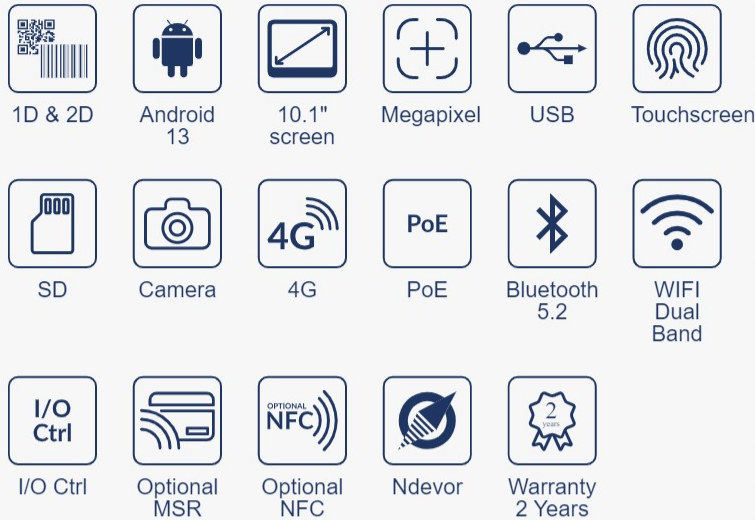 1D & 2D
Android
13
10.1"
screen
Megapixel
USB
Touchscreen
4G
PoE
SD
Camera
4G
PoE
Bluetooth
5.2
WIFI
Dual
Band
I/O
Ctrl
OPTIONAL
NFC
2
years
I/O Ctrl
Optional
MSR
Optional
NFC
Ndevor
Warranty
2 Years